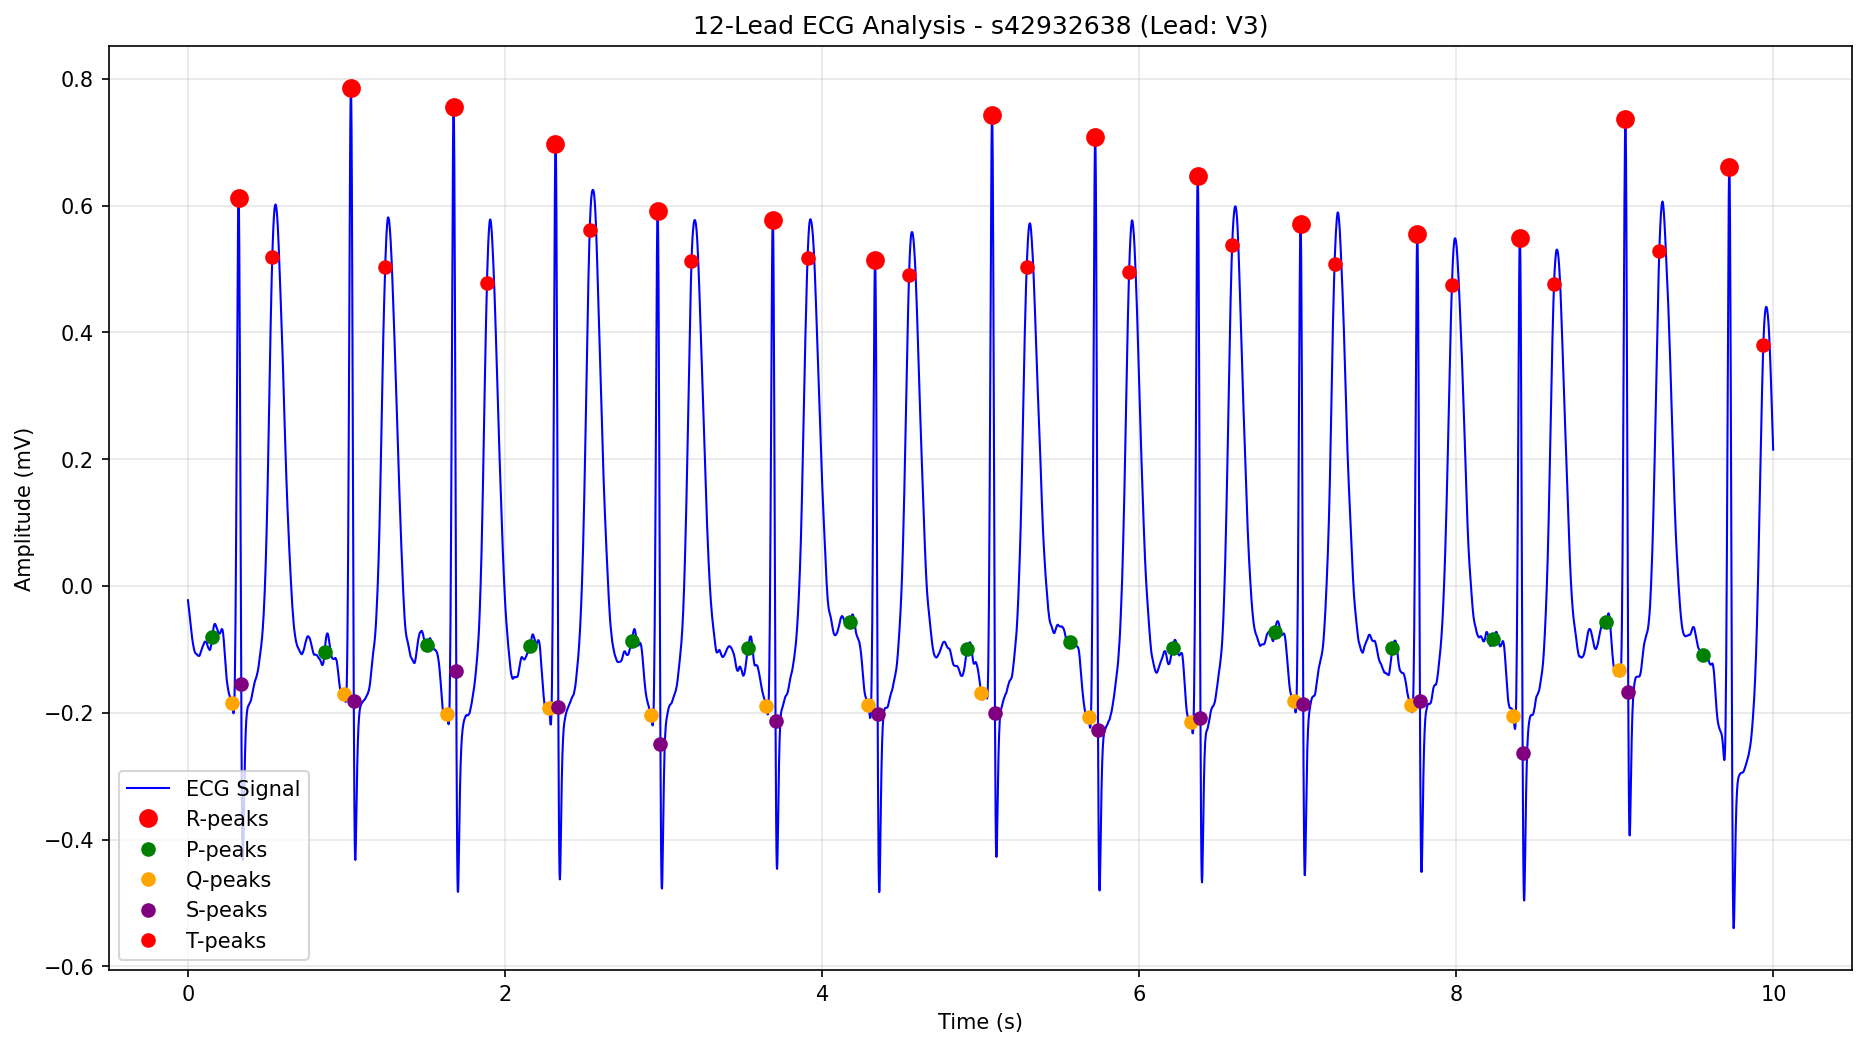 12-Lead ECG Analysis - s42932638 (Lead: V3)
Amplitude (mV)
0.8
0.6
0.4
0.2
0.0
−0.2
−0.4
−0.6
ECG Signal
R-peaks
P-peaks
Q-peaks
S-peaks
T-peaks
0 2 4 6 8 10
Time (s)